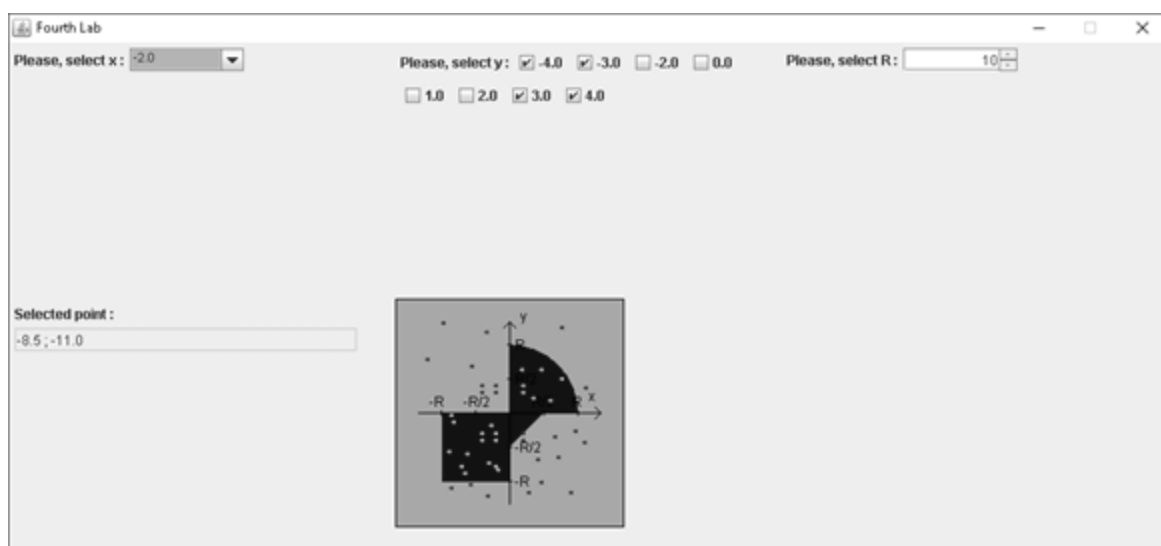 Fourth Lab
Please, select x : -2.0
Please, select y : -4.0 -3.0 -2.0 0.0
1.0 2.0 3.0 4.0
Please, select R : 10
Selected point :
-8.5 ; -11.0
y
R
R/2
-R -R/2 R x
-R/2
-R